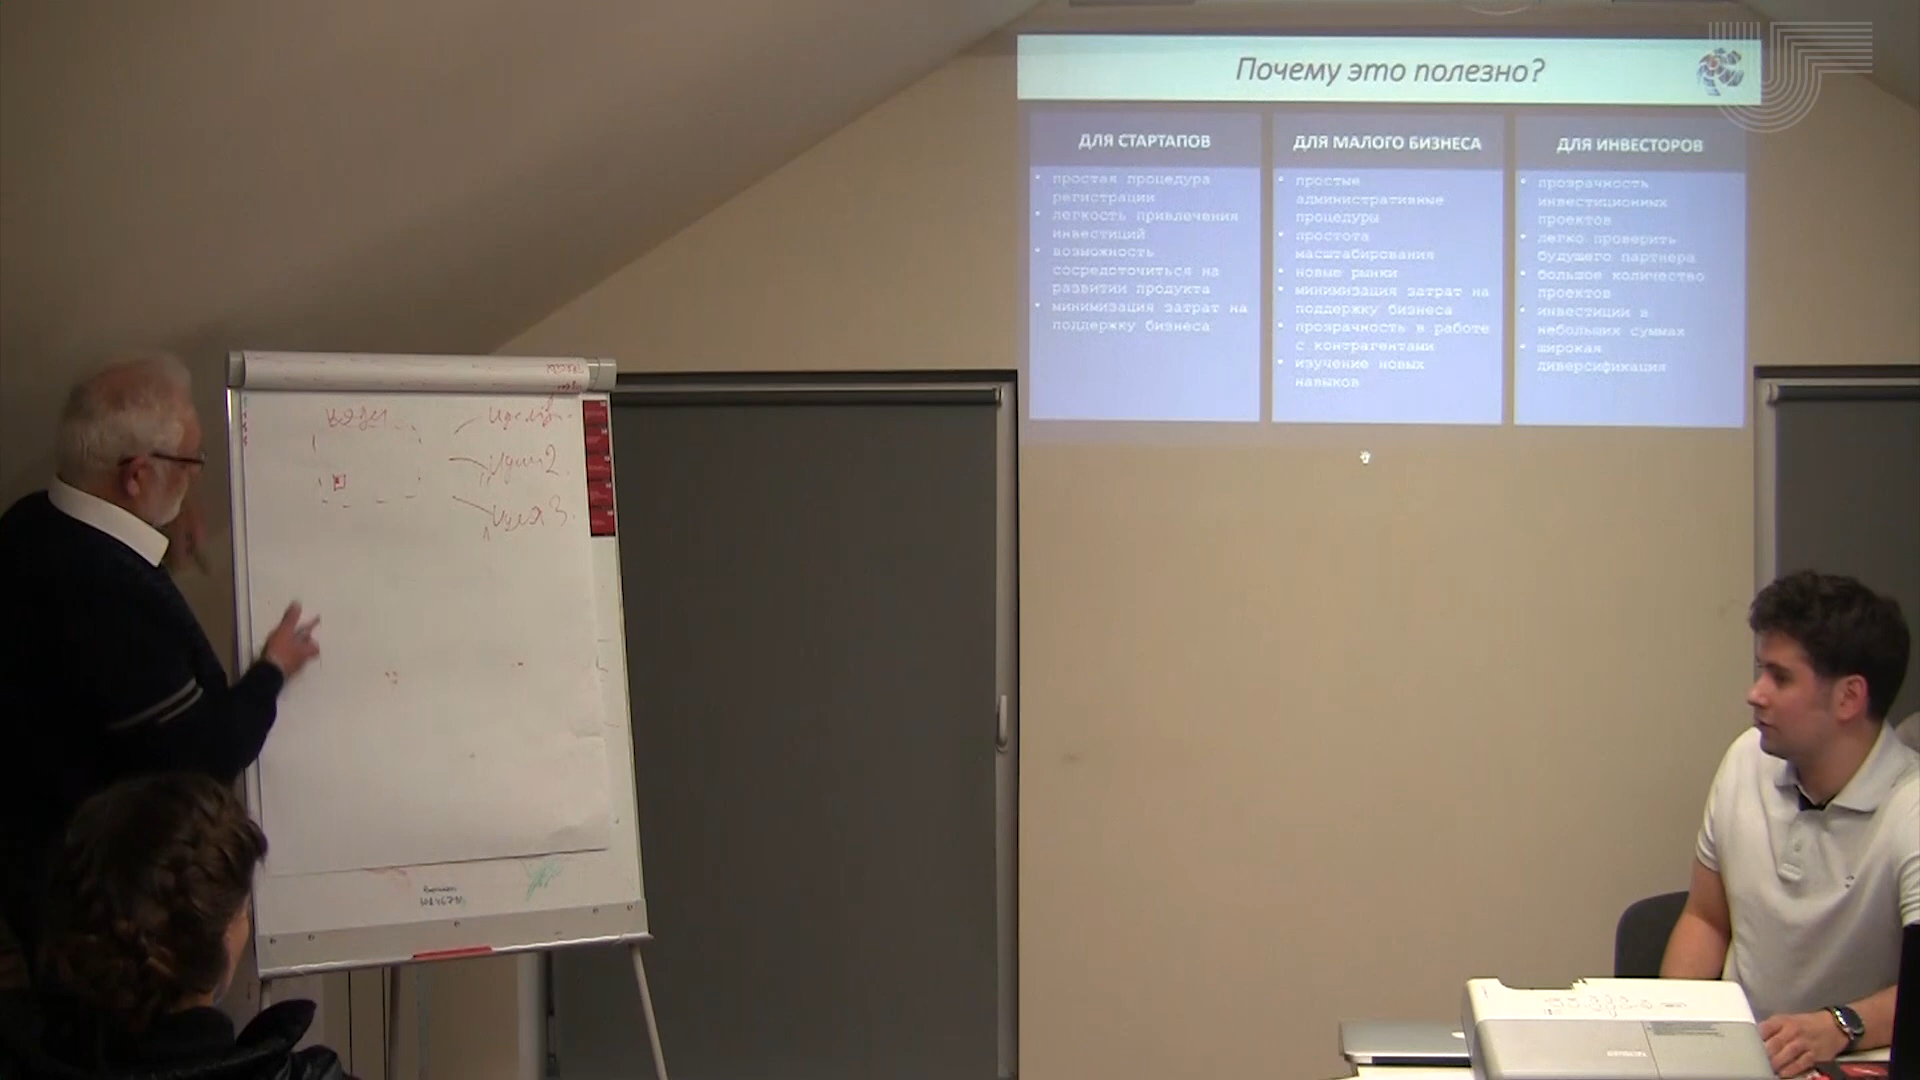 Почему это полезно?
ДЛЯ СТАРТАПОВ
• простая процедура
регистрации
• легкость привлечения
инвестиций
• возможность
сосредоточиться на
развитии продукта
• минимизация затрат на
поддержку бизнеса
ДЛЯ МАЛОГО БИЗНЕСА
• простые
административные
процедуры
• простота
масштабирования
• новые рынки
• минимизация затрат на
поддержку бизнеса
• прозрачность в работе
с контрагентами
• изучение новых
навыков
ДЛЯ ИНВЕСТОРОВ
• прозрачность
инвестиционных
проектов
• легко проверить
будущего партнера
• большое количество
проектов
• инвестиции в
небольших суммах
• широкая
диверсификация